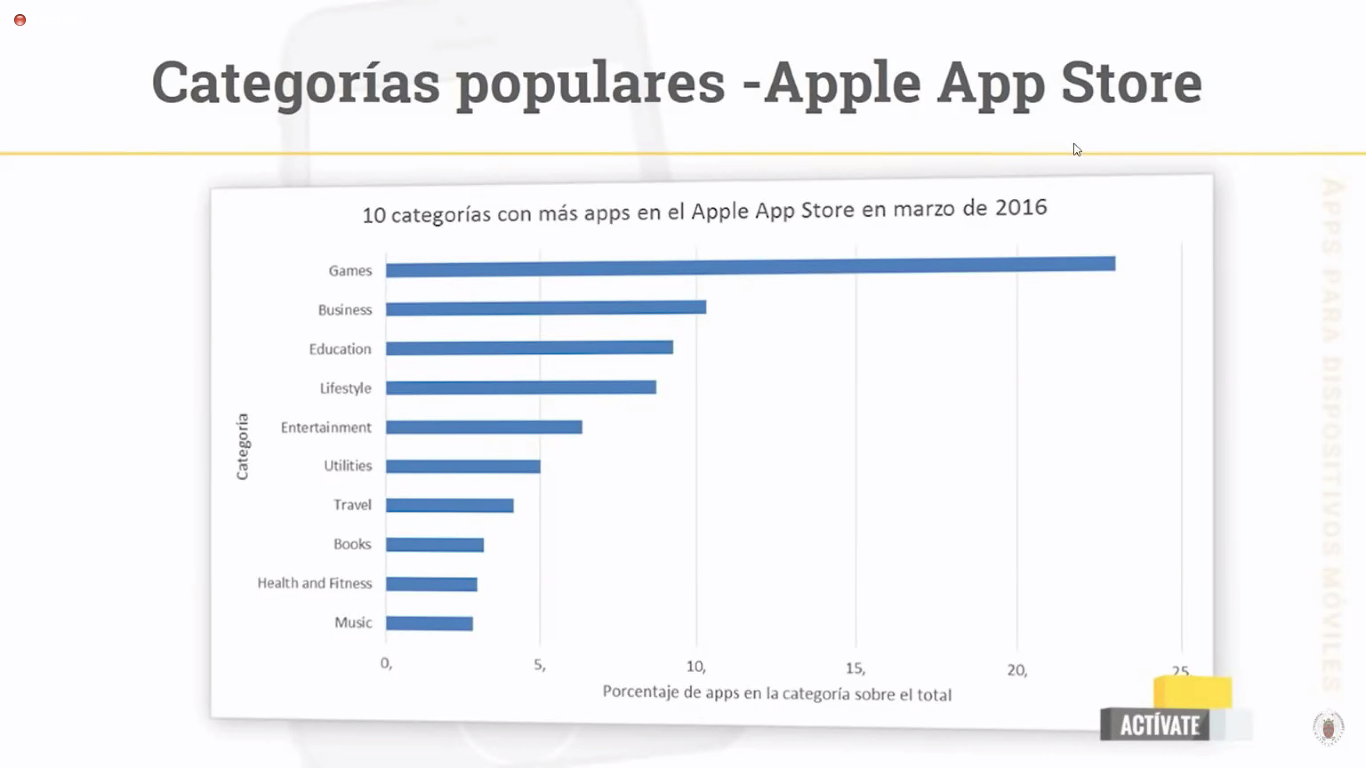 Categorías populares -Apple App Store
10 categorías con más apps en el Apple App Store en marzo de 2016
Games
Business
Education
Lifestyle
Entertainment
Utilities
Travel
Books
Health and Fitness
Music
Categoría
0,
5,
10,
15,
20,
25
Porcentaje de apps en la categoría sobre el total
APPS PARA DISPOSITIVOS MÓVILES
ACTÍVATE